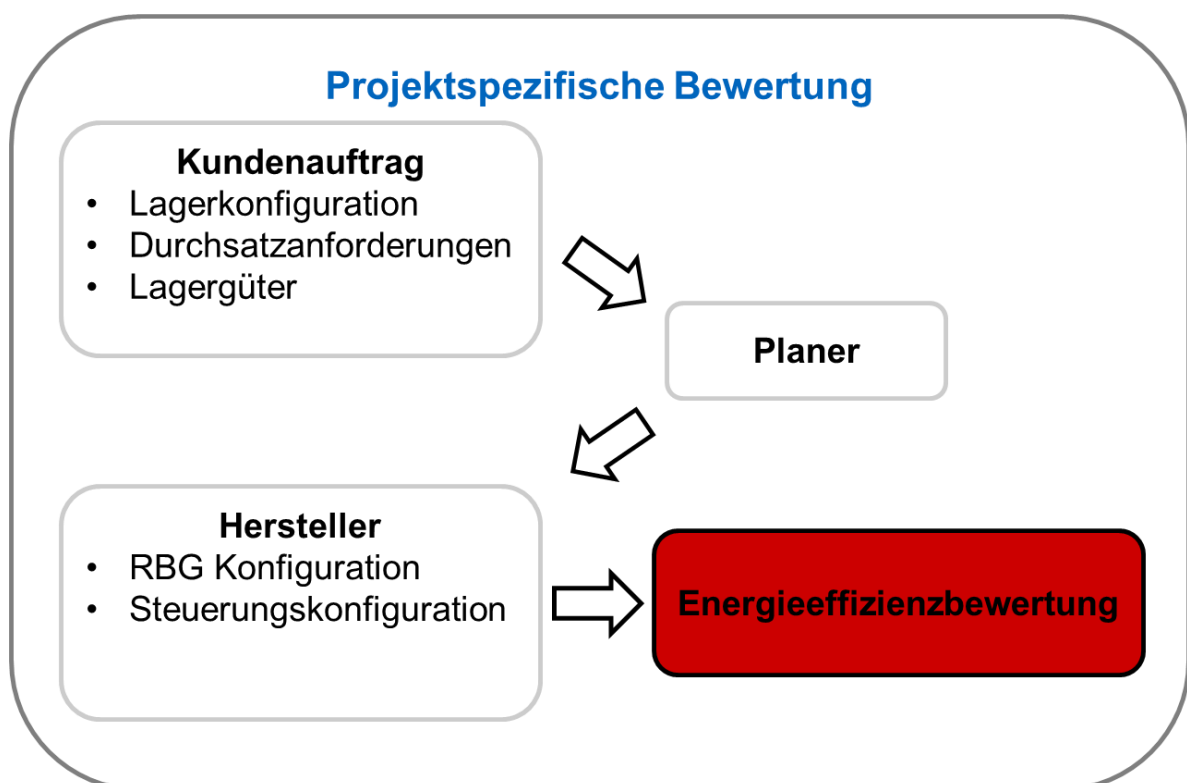 Projektspezifische Bewertung
Kundenauftrag
• Lagerkonfiguration
• Durchsatzanforderungen
• Lagergüter
Planer
Hersteller
• RBG Konfiguration
• Steuerungskonfiguration
Energieeffizienzbewertung